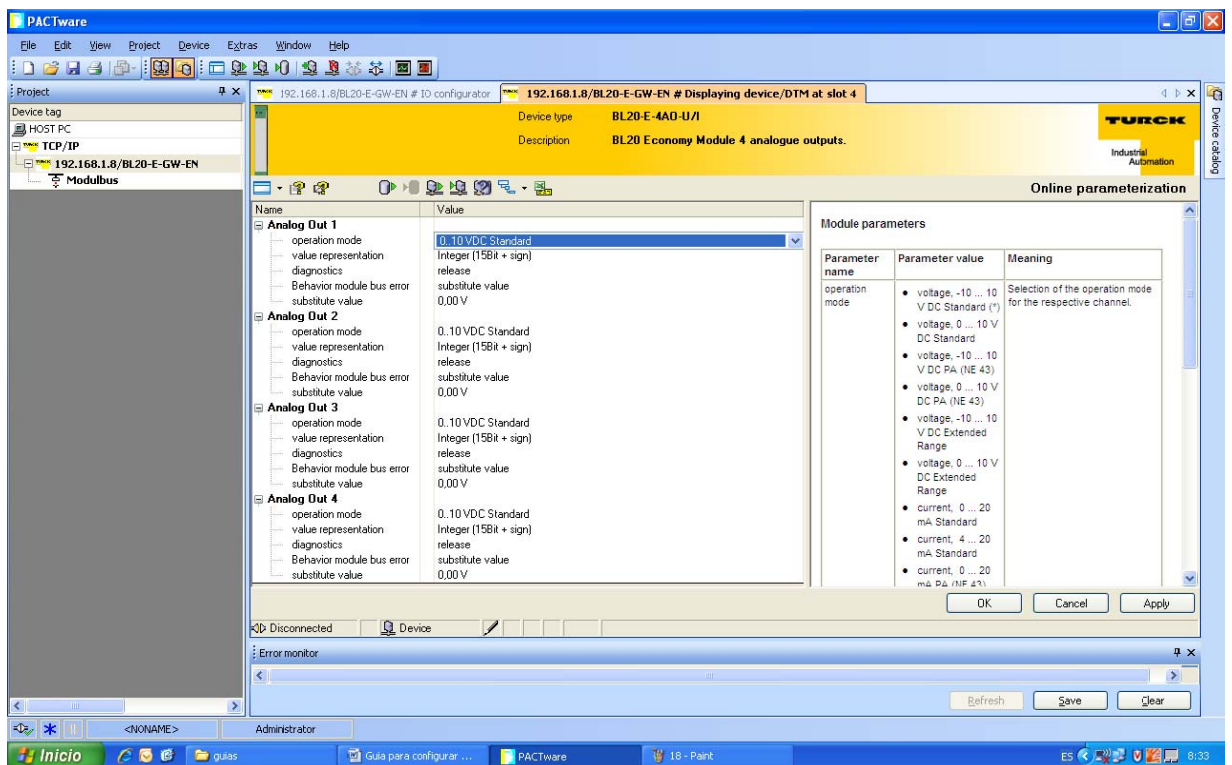 PACTware
File Edit View Project Device Extras Window Help
Project
Device tag
HOST PC
TCP/IP
192.168.1.8/BL20-E-GW-EN
Modulbus
192.168.1.8/BL20-E-GW-EN # IO configurator
192.168.1.8/BL20-E-GW-EN # Displaying device/DTM at slot 4
Device type BL20-E-4AO-U/I
Description BL20 Economy Module 4 analogue outputs.
TURCK
Industrial
Automation
Device catalog
Online parameterization
Name Value
Analog Out 1
operation mode 0..10 VDC Standard
value representation Integer (15Bit + sign)
diagnostics release
Behavior module bus error substitute value
substitute value 0,00 V
Analog Out 2
operation mode 0..10 VDC Standard
value representation Integer (15Bit + sign)
diagnostics release
Behavior module bus error substitute value
substitute value 0,00 V
Analog Out 3
operation mode 0..10 VDC Standard
value representation Integer (15Bit + sign)
diagnostics release
Behavior module bus error substitute value
substitute value 0,00 V
Analog Out 4
operation mode 0..10 VDC Standard
value representation Integer (15Bit + sign)
diagnostics release
Behavior module bus error substitute value
substitute value 0,00 V
Module parameters
Parameter name
Parameter value
Meaning
operation mode
• voltage, -10 ... 10
V DC Standard (*)
• voltage, 0 ... 10 V
DC Standard
• voltage, -10 ... 10
V DC PA (NE 43)
• voltage, 0 ... 10 V
DC PA (NE 43)
• voltage, -10 ... 10
V DC Extended
Range
• voltage, 0 ... 10 V
DC Extended
Range
• current, 0 ... 20
mA Standard
• current, 4 ... 20
mA Standard
• current, 0 ... 20
mA PA (NE 43)
Selection of the operation mode
for the respective channel.
OK Cancel Apply
Disconnected Device
Error monitor
Refresh Save Clear
<NONAME> Administrator
Inicio
guias
Guia para configurar ...
PACTware
18 - Paint
ES 8:33